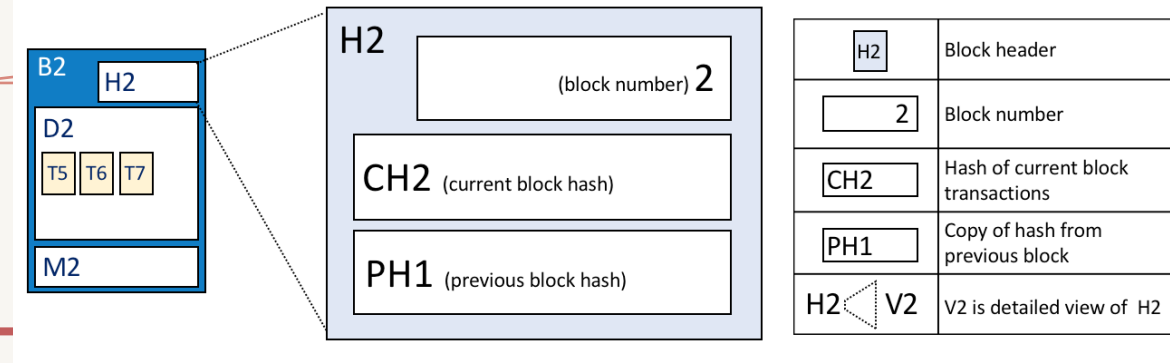 B2
H2
D2
T5 T6 T7
M2
H2
(block number) 2
CH2 (current block hash)
PH1 (previous block hash)
H2 Block header
2 Block number
CH2 Hash of current block
transactions
PH1 Copy of hash from
previous block
H2 V2 V2 is detailed view of H2